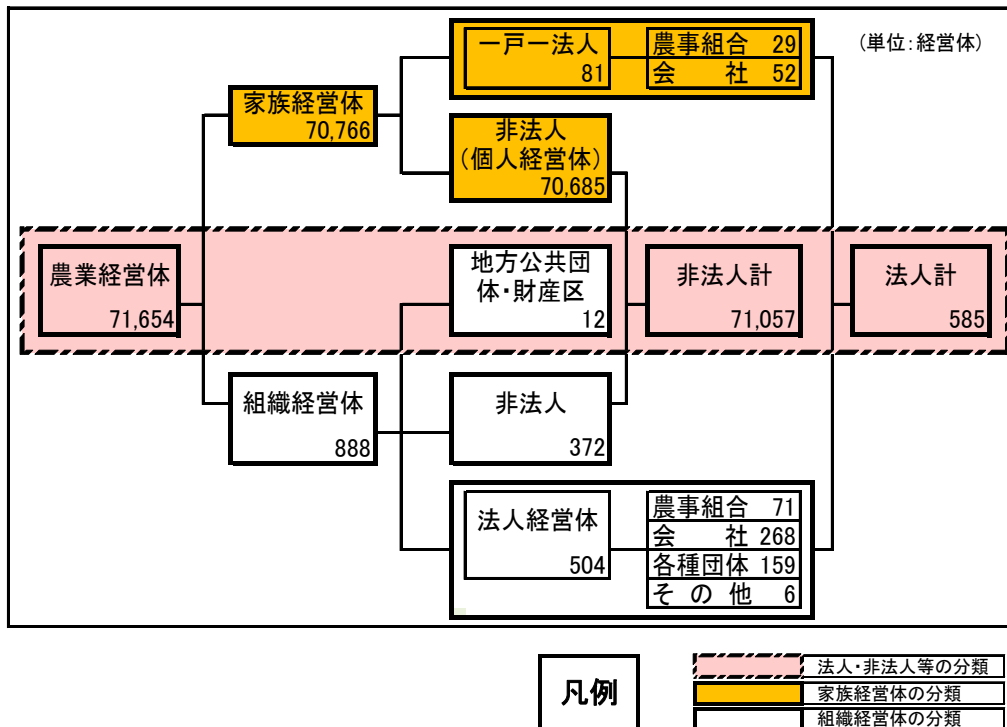 (単位:経営体)
一戸一法人
81
農事組合 29
会 社 52
家族経営体
70,766
非法人
(個人経営体)
70,685
農業経営体
71,654
地方公共団
体・財産区
12
非法人計
71,057
法人計
585
組織経営体
888
非法人
372
法人経営体
504
農事組合 71
会 社 268
各種団体 159
そ の 他 6
凡例
法人・非法人等の分類
家族経営体の分類
組織経営体の分類